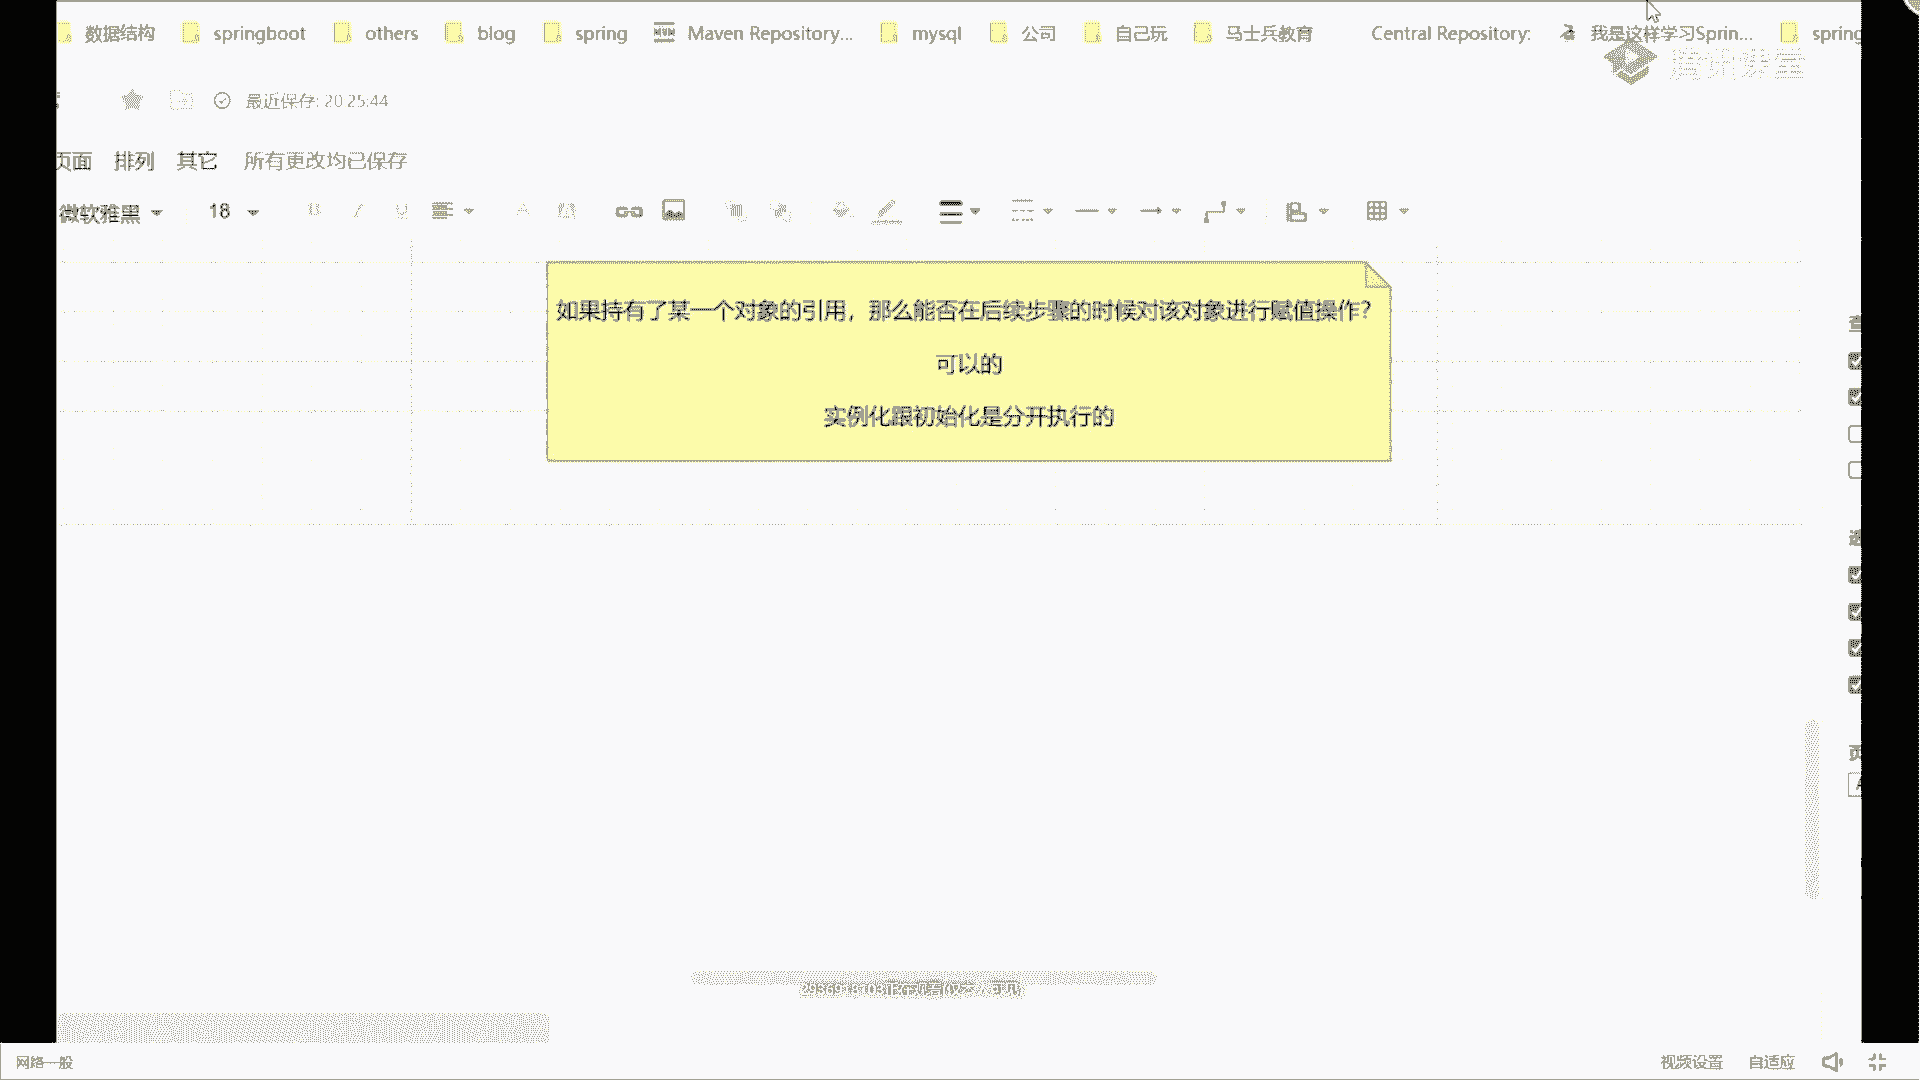 数据结构 springboot others blog spring MVN Maven Repository... mysql 公司 自己玩 马士兵教育 Central Repository: 我是这样学习Sprin... spring
腾讯课堂
最近保存: 20:25:44
页面 排列 其它 所有更改均已保存
微软雅黑 18 B I U
如果持有了某一个对象的引用，那么能否在后续步骤的时候对该对象进行赋值操作？
可以的
实例化跟初始化是分开执行的
网络一般
视频设置 自适应